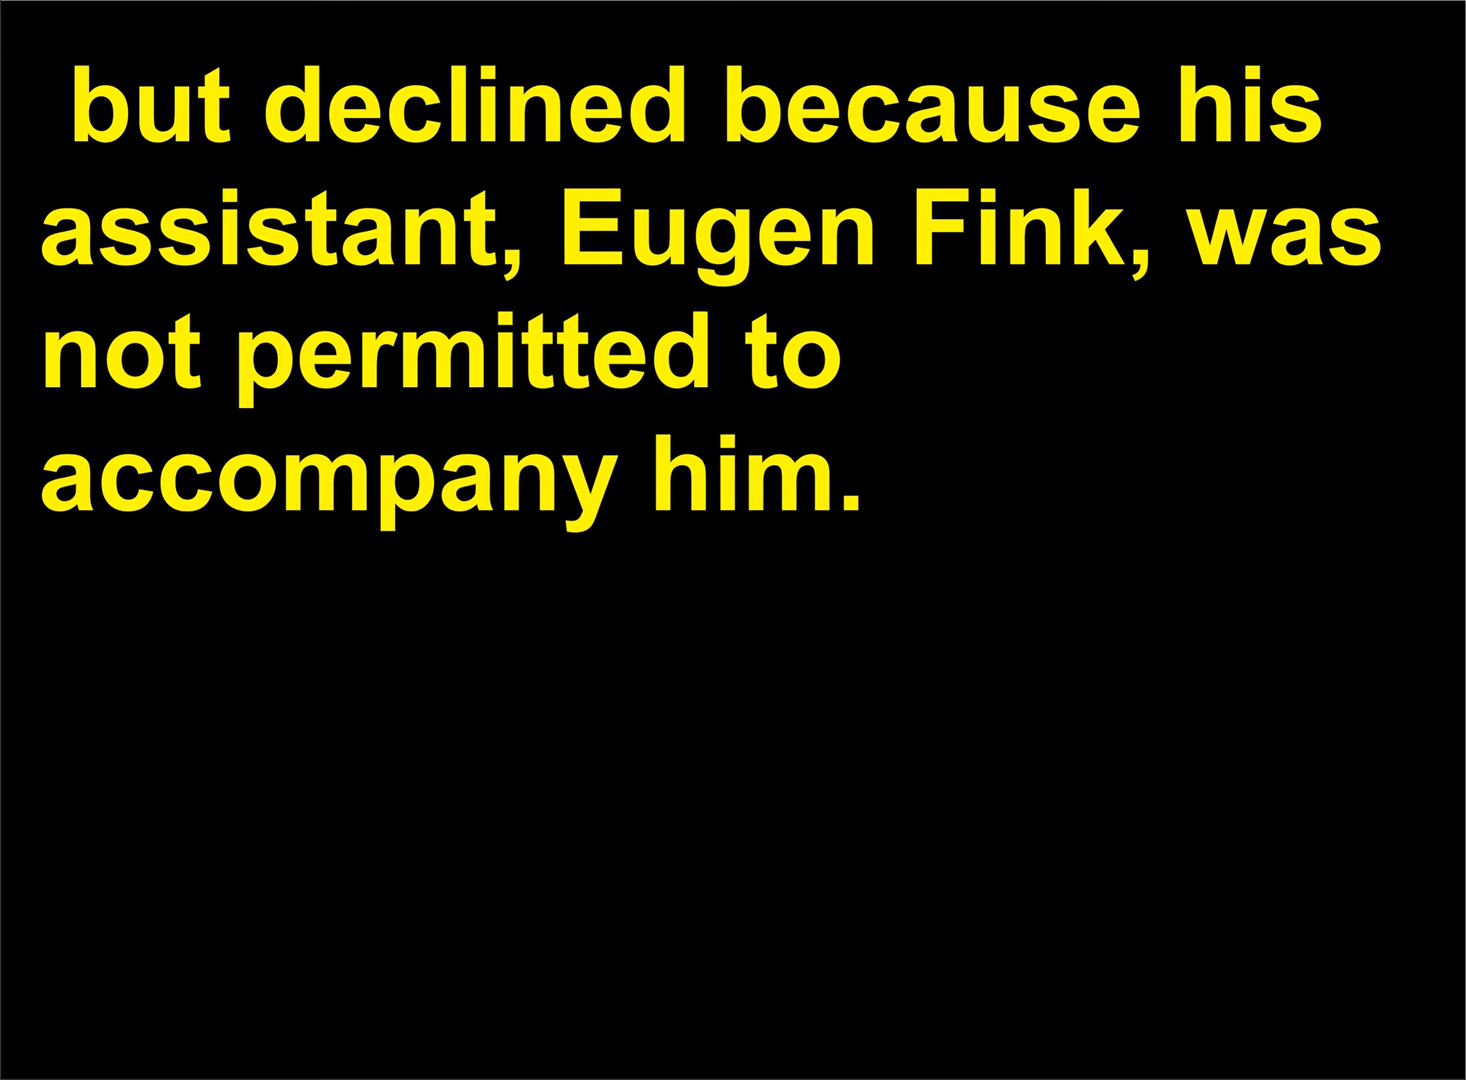 but declined because his
assistant, Eugen Fink, was
not permitted to
accompany him.